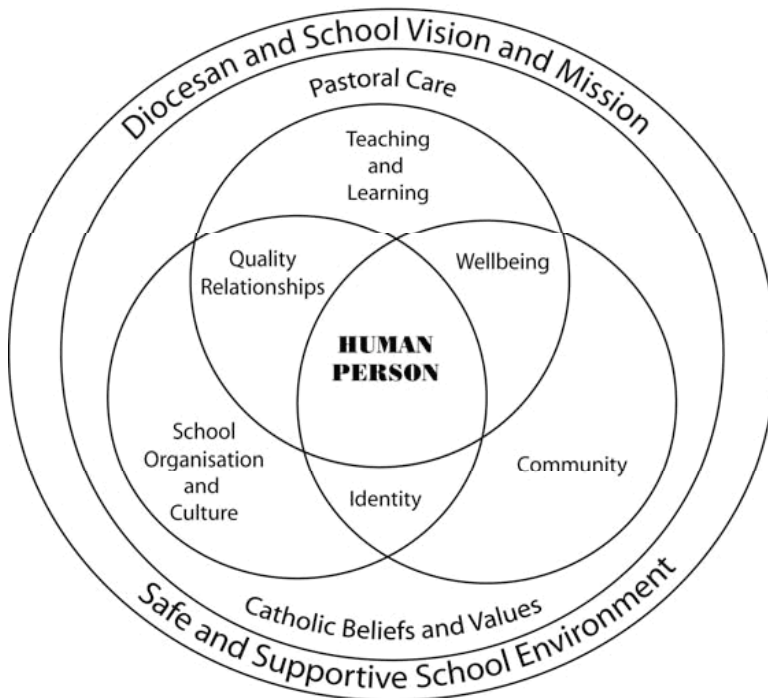 Diocesan and School Vision and Mission
Pastoral Care
Teaching
and
Learning
Quality
Relationships
Wellbeing
HUMAN
PERSON
School
Organisation
and
Culture
Community
Identity
Catholic Beliefs and Values
Safe and Supportive School Environment